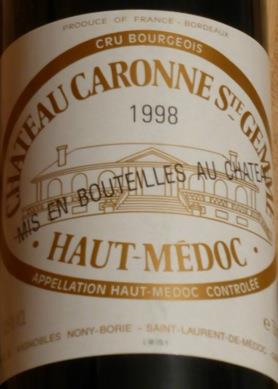 PRODUCE OF FRANCE - BORDEAUX
CRU BOURGEOIS
CHATEAU CARONNE STE GEMME
1998
MIS EN BOUTEILLES AU CHATEAU
HAUT-MÉDOC
APPELLATION HAUT-MEDOC CONTROLÉE
VIGNOBLES NONY-BORIE - SAINT-LAURENT-DE-MÉDOC